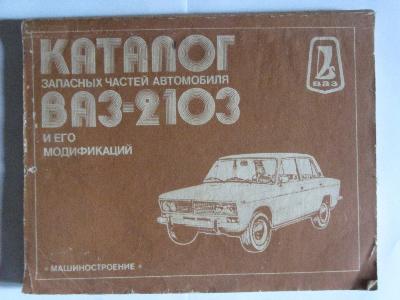 КАТАЛОГ
ЗАПАСНЫХ ЧАСТЕЙ АВТОМОБИЛЯ
ВАЗ-2103
И ЕГО
МОДИФИКАЦИЙ
ВАЗ
«МАШИНОСТРОЕНИЕ»